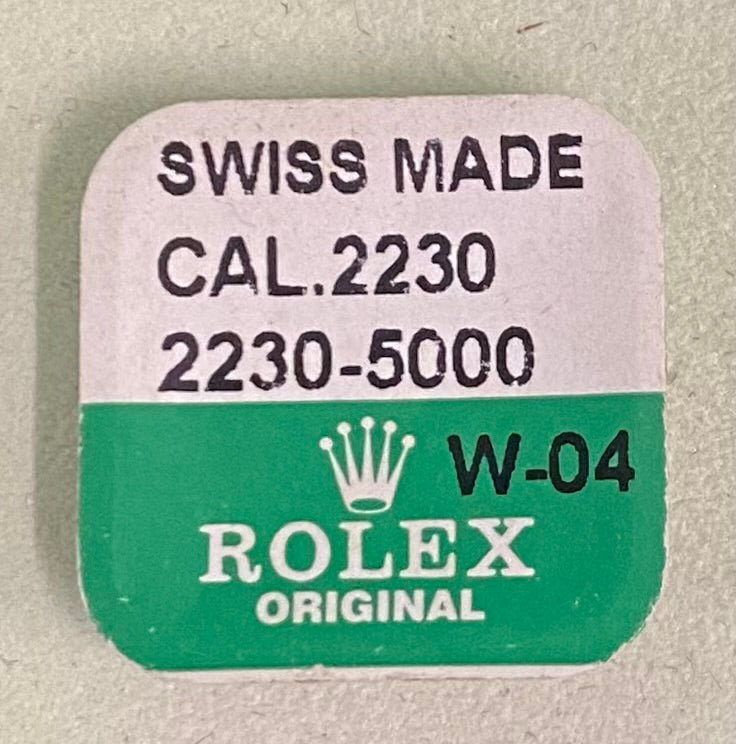 SWISS MADE
CAL.2230
2230-5000
W-04
ROLEX
ORIGINAL